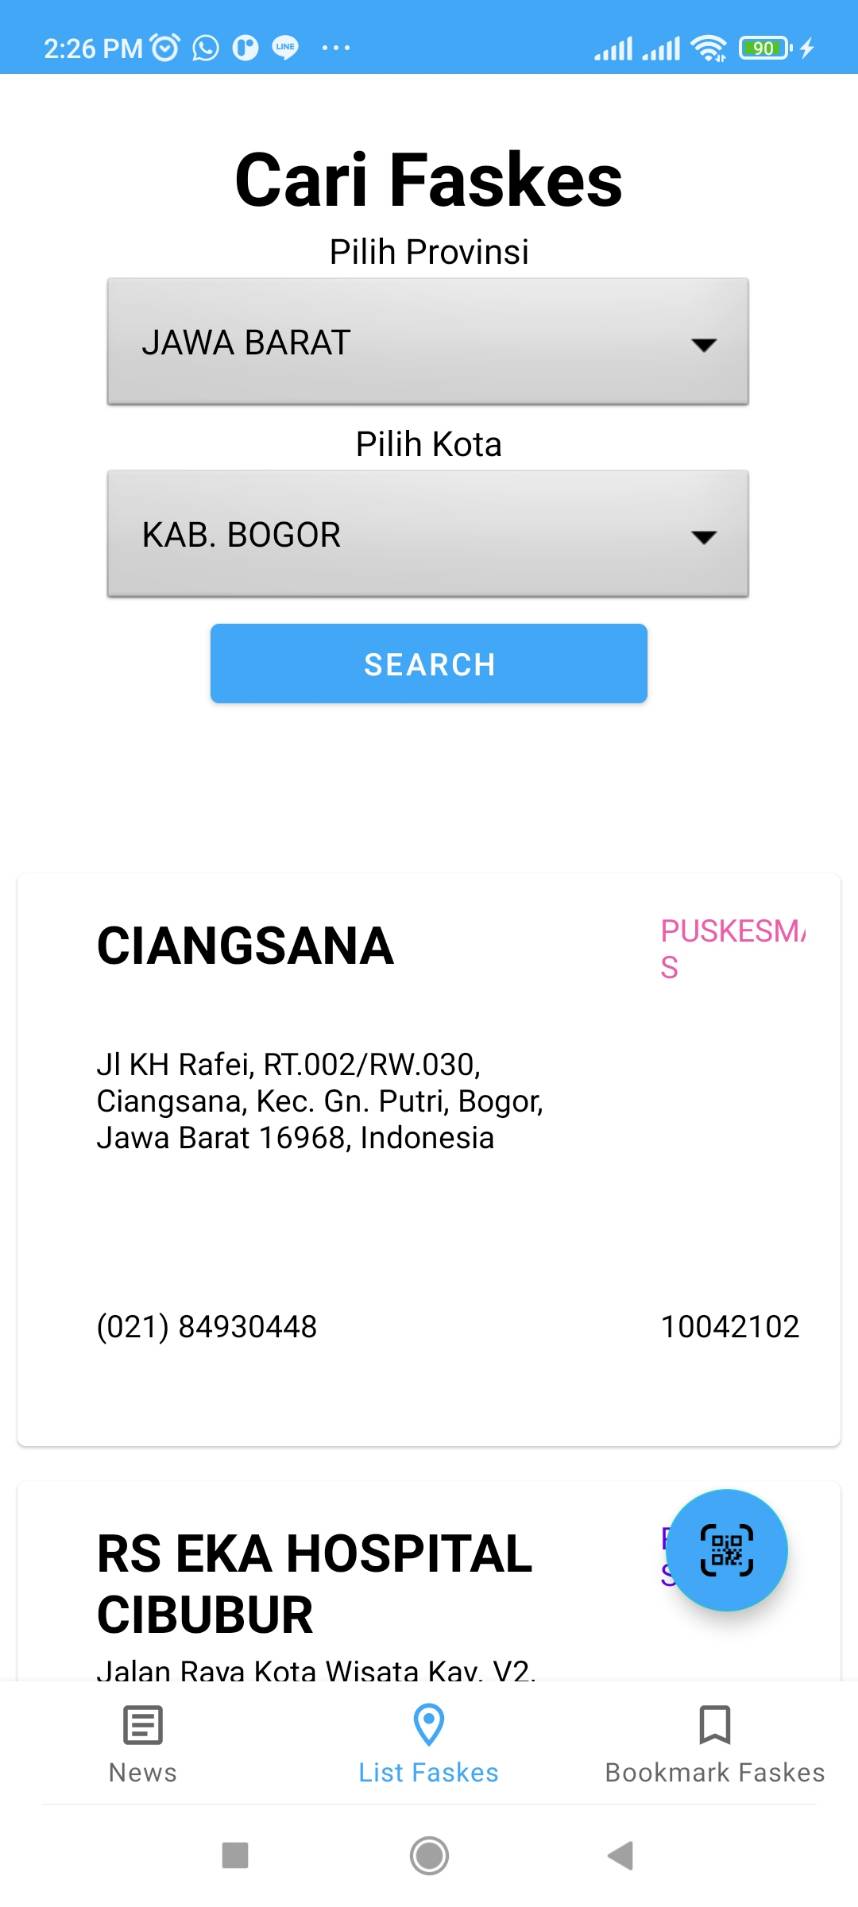 2:26 PM
LINE
90
Cari Faskes
Pilih Provinsi
JAWA BARAT
Pilih Kota
KAB. BOGOR
SEARCH
CIANGSANA
PUSKESMA
S
Jl KH Rafei, RT.002/RW.030,
Ciangsana, Kec. Gn. Putri, Bogor,
Jawa Barat 16968, Indonesia
(021) 84930448
10042102
RS EKA HOSPITAL
CIBUBUR
Jalan Raya Kota Wisata Kav. V2.
News
List Faskes
Bookmark Faskes